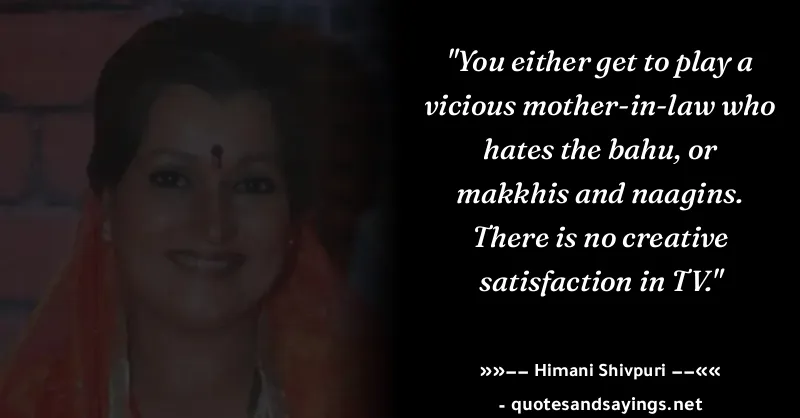 "You either get to play a
vicious mother-in-law who
hates the bahu, or
makkhis and naagins.
There is no creative
satisfaction in TV."
»»−− Himani Shivpuri −−««
- quotesandsayings.net